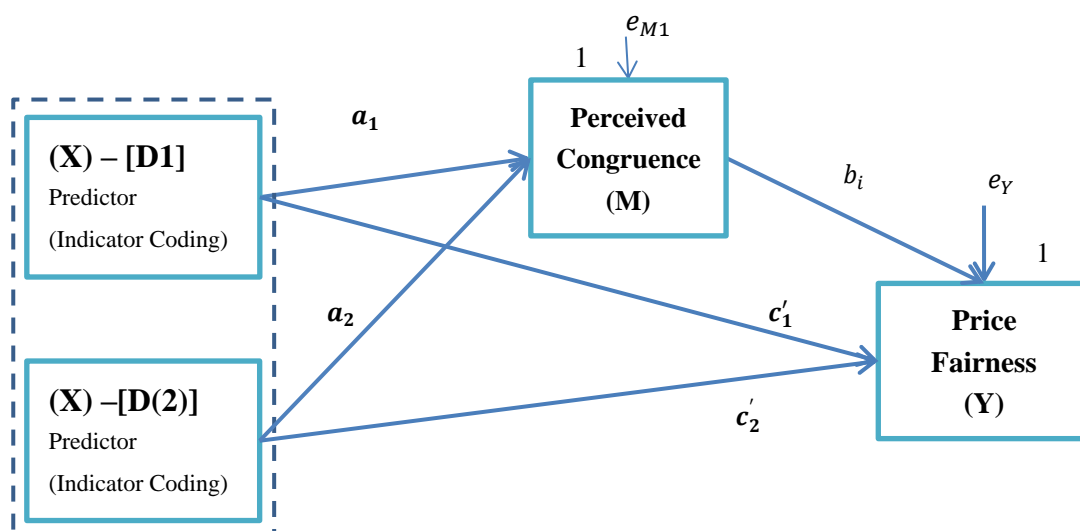 e_{M1}
1
a_1
(X) – [D1]
Predictor
(Indicator Coding)
Perceived
Congruence
(M)
b_i
e_Y
1
a_2
c'_1
Price
Fairness
(Y)
(X) –[D(2)]
Predictor
(Indicator Coding)
c'_2